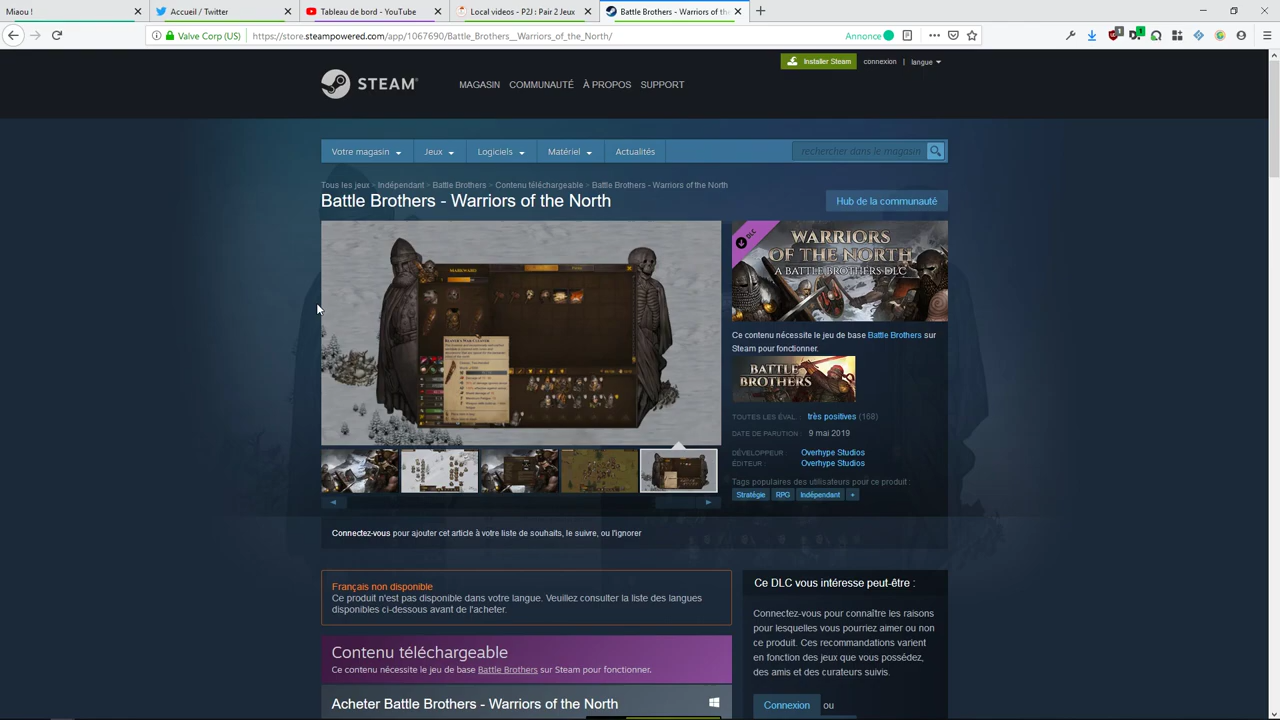 Miaou !
Accueil / Twitter
Tableau de bord - YouTube
Local videos - P2J : Pair 2 Jeux
Battle Brothers - Warriors of the
Valve Corp (US)
https://store.steampowered.com/app/1067690/Battle_Brothers__Warriors_of_the_North/
Annonce
Installer Steam
connexion | langue
STEAM
MAGASIN COMMUNAUTÉ À PROPOS SUPPORT
Votre magasin
Jeux
Logiciels
Matériel
Actualités
rechercher dans le magasin
Tous les jeux > Indépendant > Battle Brothers > Contenu téléchargeable > Battle Brothers - Warriors of the North
Battle Brothers - Warriors of the North
Hub de la communauté
DLC
WARRIORS
OF THE NORTH
A BATTLE BROTHERS DLC
Ce contenu nécessite le jeu de base Battle Brothers sur
Steam pour fonctionner.
BATTLE
BROTHERS
TOUTES LES ÉVAL. : très positives (168)
DATE DE PARUTION : 9 mai 2019
DÉVELOPPEUR : Overhype Studios
ÉDITEUR : Overhype Studios
Tags populaires des utilisateurs pour ce produit :
Stratégie RPG Indépendant +
Connectez-vous pour ajouter cet article à votre liste de souhaits, le suivre, ou l'ignorer
Français non disponible
Ce produit n'est pas disponible dans votre langue. Veuillez consulter la liste des langues
disponibles ci-dessous avant de l'acheter.
Contenu téléchargeable
Ce contenu nécessite le jeu de base Battle Brothers sur Steam pour fonctionner.
Acheter Battle Brothers - Warriors of the North
Ce DLC vous intéresse peut-être :
Connectez-vous pour connaître les raisons
pour lesquelles vous pourriez aimer ou non
ce produit. Ces recommandations varient
en fonction des jeux que vous possédez,
des amis et des curateurs suivis.
Connexion ou